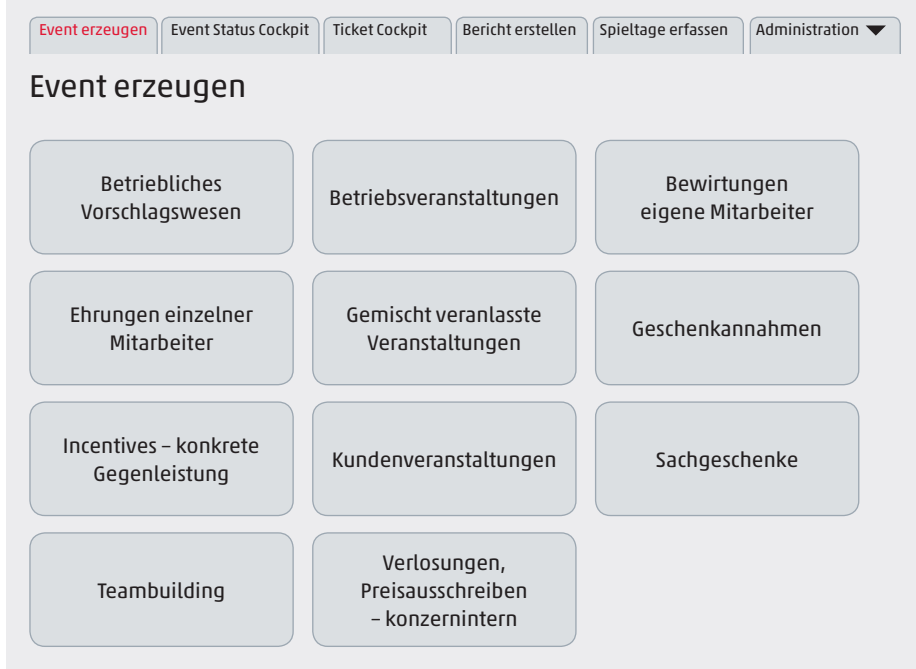 Event erzeugen
Event Status Cockpit
Ticket Cockpit
Bericht erstellen
Spieltage erfassen
Administration
Event erzeugen
Betriebliches
Vorschlagswesen
Betriebsveranstaltungen
Bewirtungen
eigene Mitarbeiter
Ehrungen einzelner
Mitarbeiter
Gemischt veranlasste
Veranstaltungen
Geschenkannahmen
Incentives – konkrete
Gegenleistung
Kundenveranstaltungen
Sachgeschenke
Teambuilding
Verlosungen,
Preisausschreiben
– konzernintern